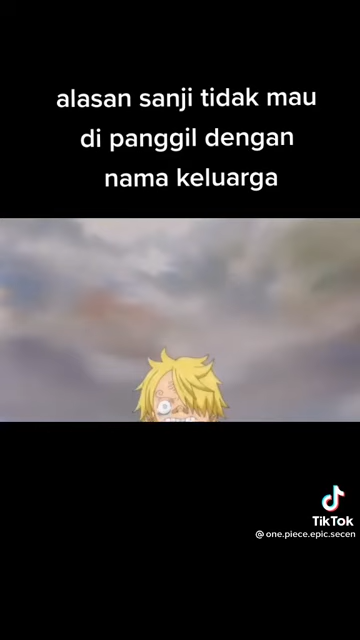 alasan sanji tidak mau
di panggil dengan
nama keluarga
TikTok
@ one.piece.epic.secen